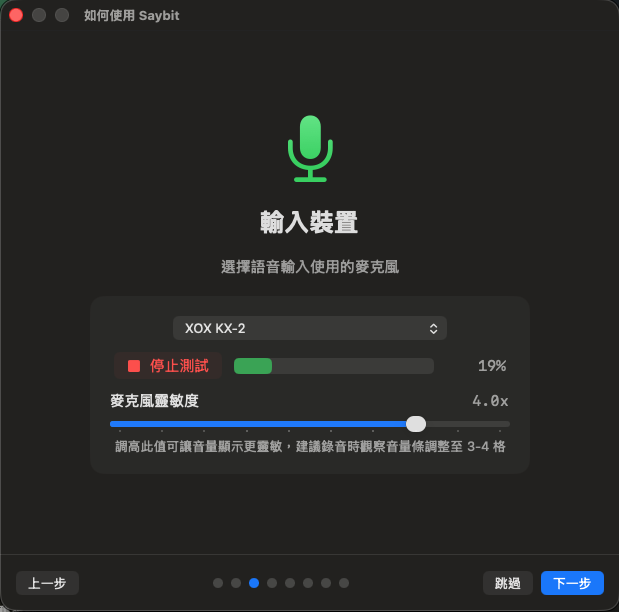 如何使用 Saybit
輸入裝置
選擇語音輸入使用的麥克風
XOX KX-2
停止測試
19%
麥克風靈敏度
4.0x
調高此值可讓音量顯示更靈敏，建議錄音時觀察音量條調整至 3-4 格
上一步
跳過
下一步